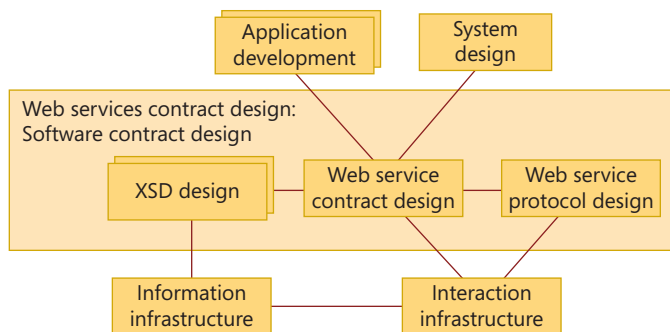 Application
development
System
design
Web services contract design:
Software contract design
XSD design
Web service
contract design
Web service
protocol design
Information
infrastructure
Interaction
infrastructure